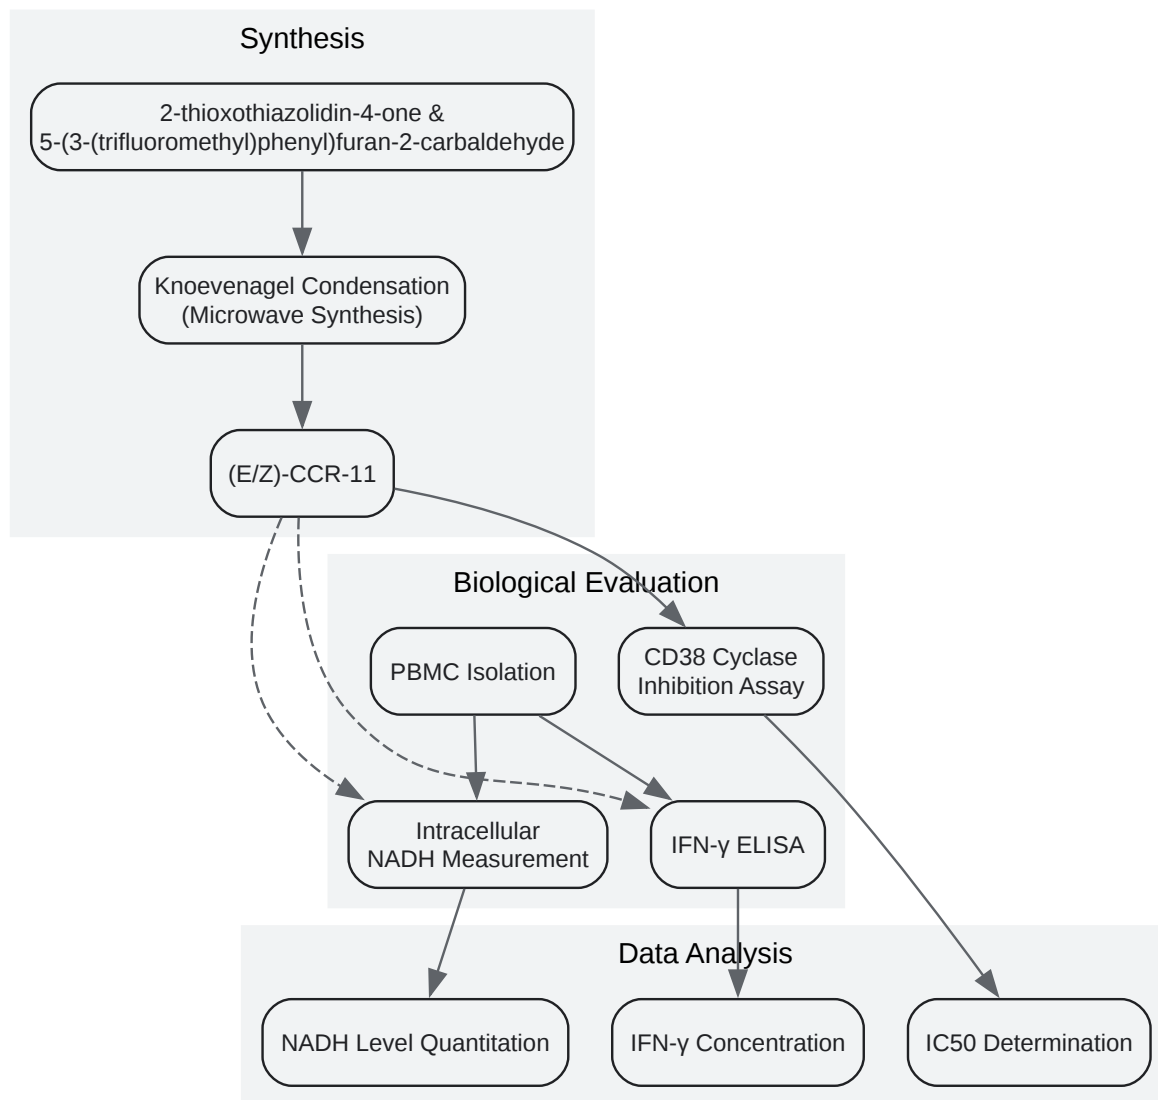 Synthesis
2-thioxothiazolidin-4-one &
5-(3-(trifluoromethyl)phenyl)furan-2-carbaldehyde
Knoevenagel Condensation
(Microwave Synthesis)
(E/Z)-CCR-11
Biological Evaluation
PBMC Isolation
CD38 Cyclase
Inhibition Assay
Intracellular
NADH Measurement
IFN-γ ELISA
Data Analysis
NADH Level Quantitation
IFN-γ Concentration
IC50 Determination